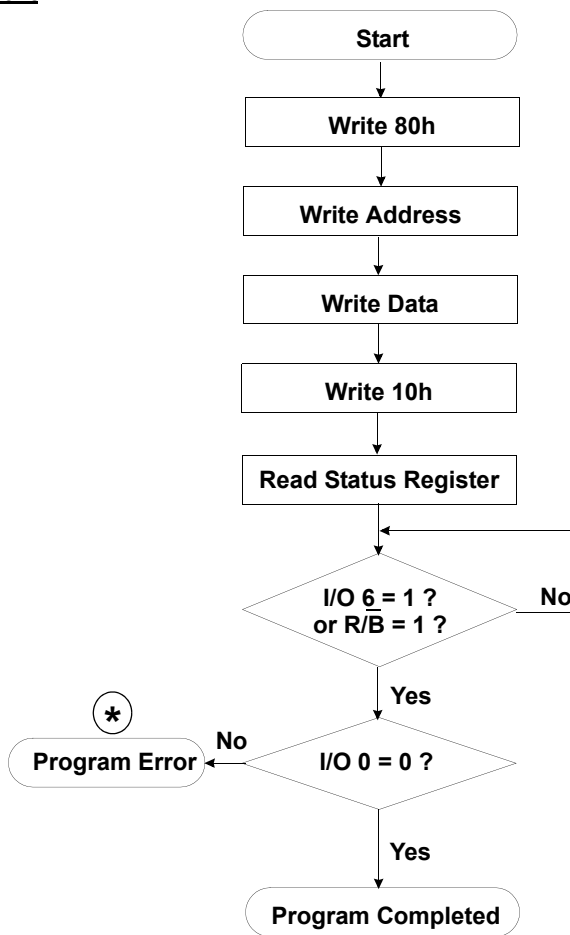 Start
Write 80h
Write Address
Write Data
Write 10h
Read Status Register
I/O 6 = 1 ?
or R/B̅ = 1 ?
No
Yes
*
No
Program Error
I/O 0 = 0 ?
Yes
Program Completed